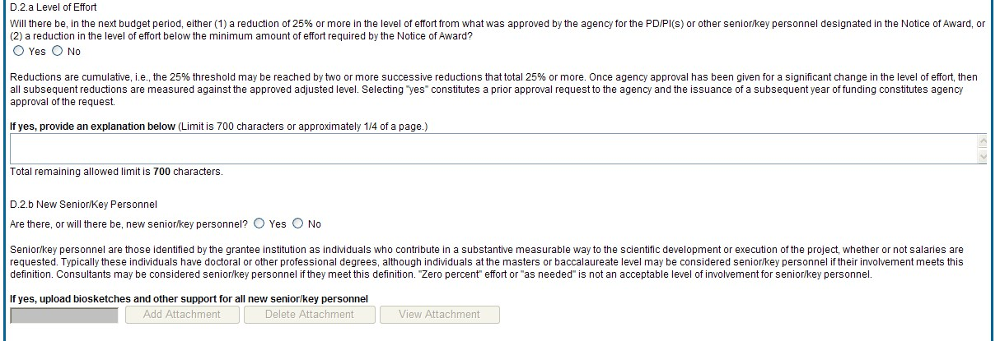 D.2.a Level of Effort
Will there be, in the next budget period, either (1) a reduction of 25% or more in the level of effort from what was approved by the agency for the PD/PI(s) or other senior/key personnel designated in the Notice of Award, or
(2) a reduction in the level of effort below the minimum amount of effort required by the Notice of Award?
Yes No
Reductions are cumulative, i.e., the 25% threshold may be reached by two or more successive reductions that total 25% or more. Once agency approval has been given for a significant change in the level of effort, then
all subsequent reductions are measured against the approved adjusted level. Selecting "yes" constitutes a prior approval request to the agency and the issuance of a subsequent year of funding constitutes agency
approval of the request.
If yes, provide an explanation below (Limit is 700 characters or approximately 1/4 of a page.)
Total remaining allowed limit is 700 characters.
D.2.b New Senior/Key Personnel
Are there, or will there be, new senior/key personnel? Yes No
Senior/key personnel are those identified by the grantee institution as individuals who contribute in a substantive measurable way to the scientific development or execution of the project, whether or not salaries are
requested. Typically these individuals have doctoral or other professional degrees, although individuals at the masters or baccalaureate level may be considered senior/key personnel if their involvement meets this
definition. Consultants may be considered senior/key personnel if they meet this definition. "Zero percent" effort or "as needed" is not an acceptable level of involvement for senior/key personnel.
If yes, upload biosketches and other support for all new senior/key personnel
Add Attachment Delete Attachment View Attachment